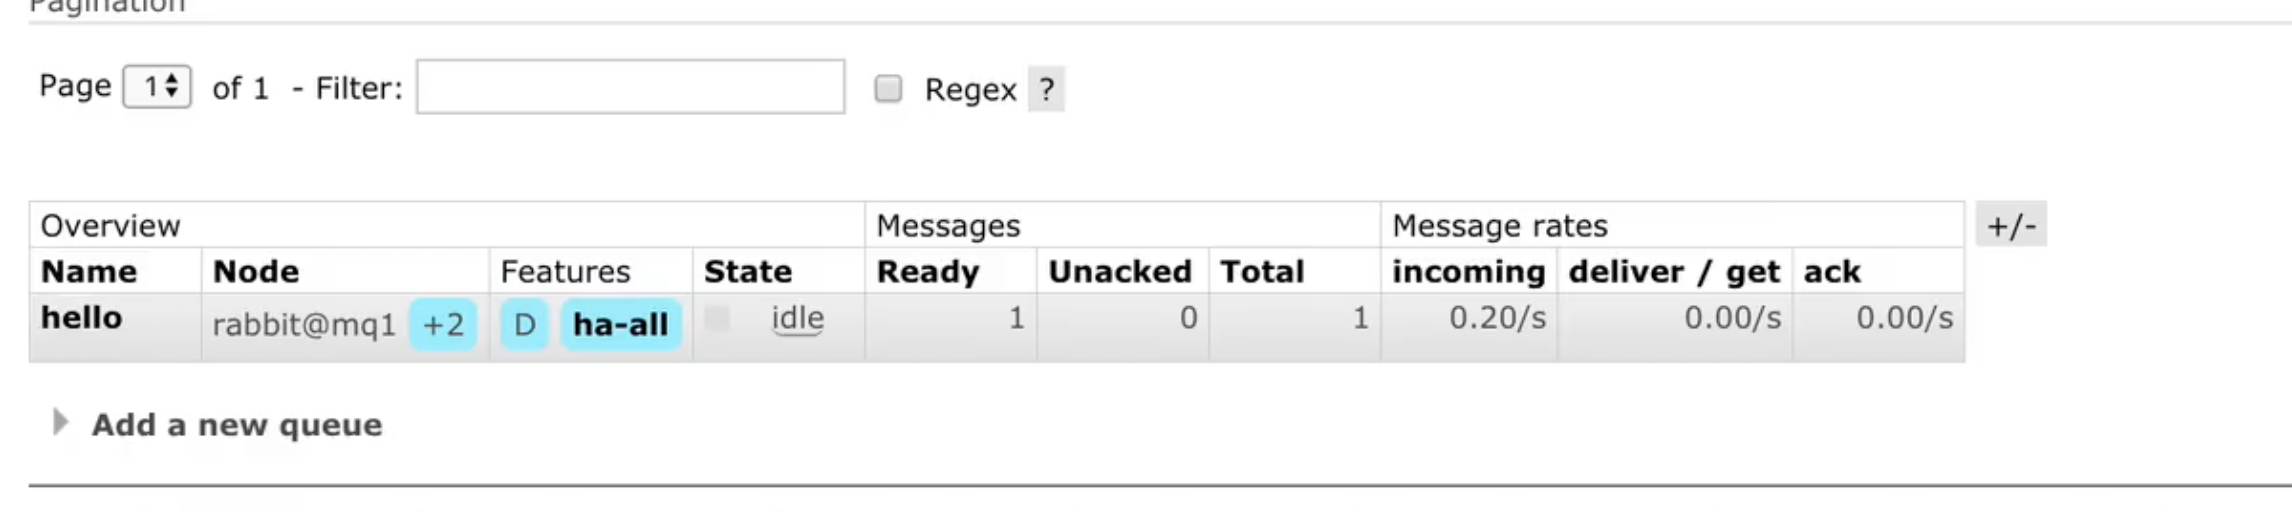 Pagination
Page 1 of 1 - Filter: Regex ?
Overview Messages Message rates +/-
Name Node Features State Ready Unacked Total incoming deliver / get ack
hello rabbit@mq1 +2 D ha-all idle 1 0 1 0.20/s 0.00/s 0.00/s
Add a new queue